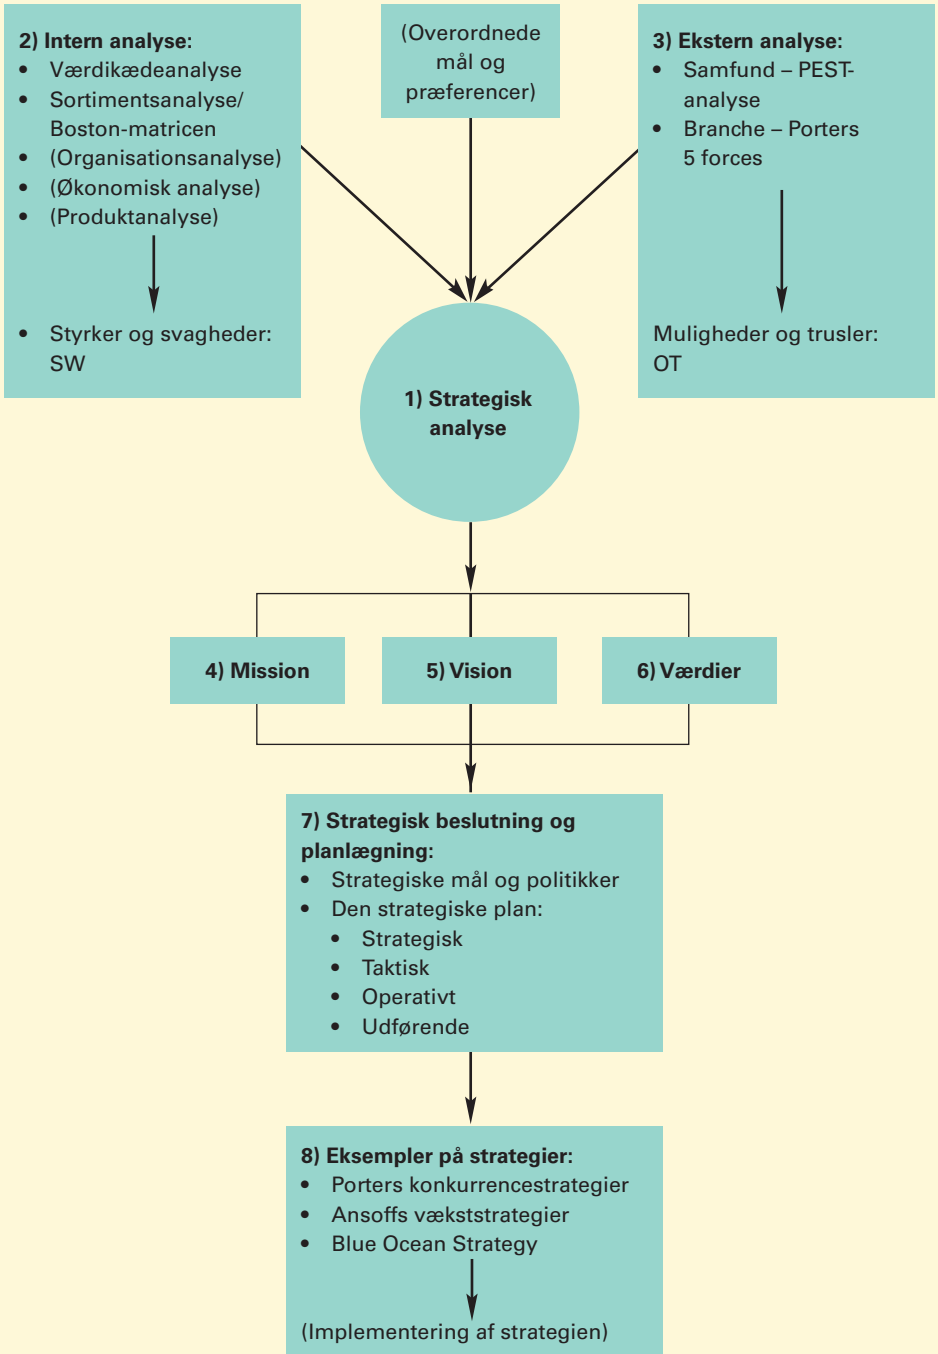 2) Intern analyse:
• Værdikædeanalyse
• Sortimentsanalyse/
Boston-matricen
• (Organisationsanalyse)
• (Økonomisk analyse)
• (Produktanalyse)
• Styrker og svagheder:
SW
(Overordnede
mål og
præferencer)
3) Ekstern analyse:
• Samfund – PEST-
analyse
• Branche – Porters
5 forces
Muligheder og trusler:
OT
1) Strategisk
analyse
4) Mission
5) Vision
6) Værdier
7) Strategisk beslutning og
planlægning:
• Strategiske mål og politikker
• Den strategiske plan:
• Strategisk
• Taktisk
• Operativt
• Udførende
8) Eksempler på strategier:
• Porters konkurrencestrategier
• Ansoffs vækststrategier
• Blue Ocean Strategy
(Implementering af strategien)